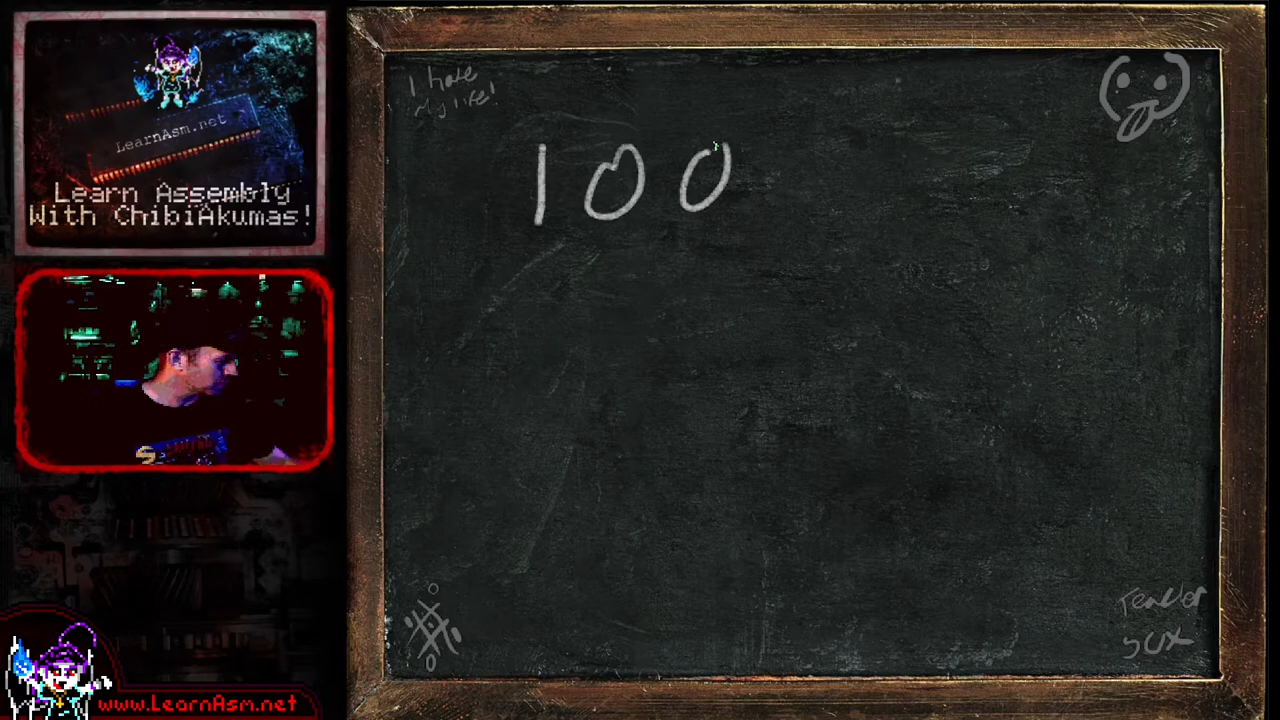 LearnAsm.net
Learn Assembly
With ChibiAkumas!
www.LearnAsm.net
I hate
my life!
100
Teacher
sux